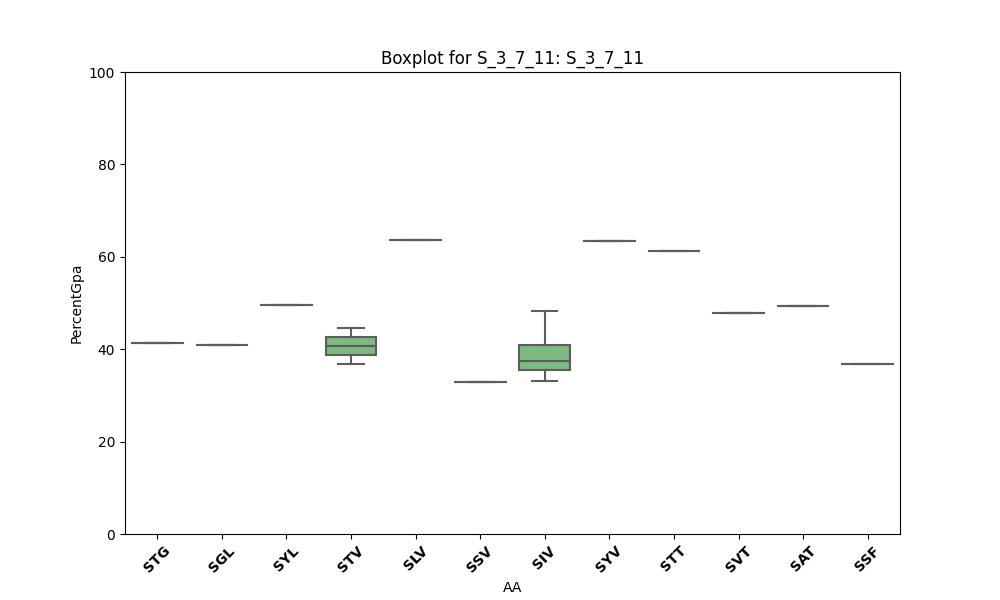 Boxplot for S_3_7_11: S_3_7_11
100
80
60
40
20
0
PercentGpa
STG SGL SYL STV SLV SSV SIV SYV STT SVT SAT SSF
AA